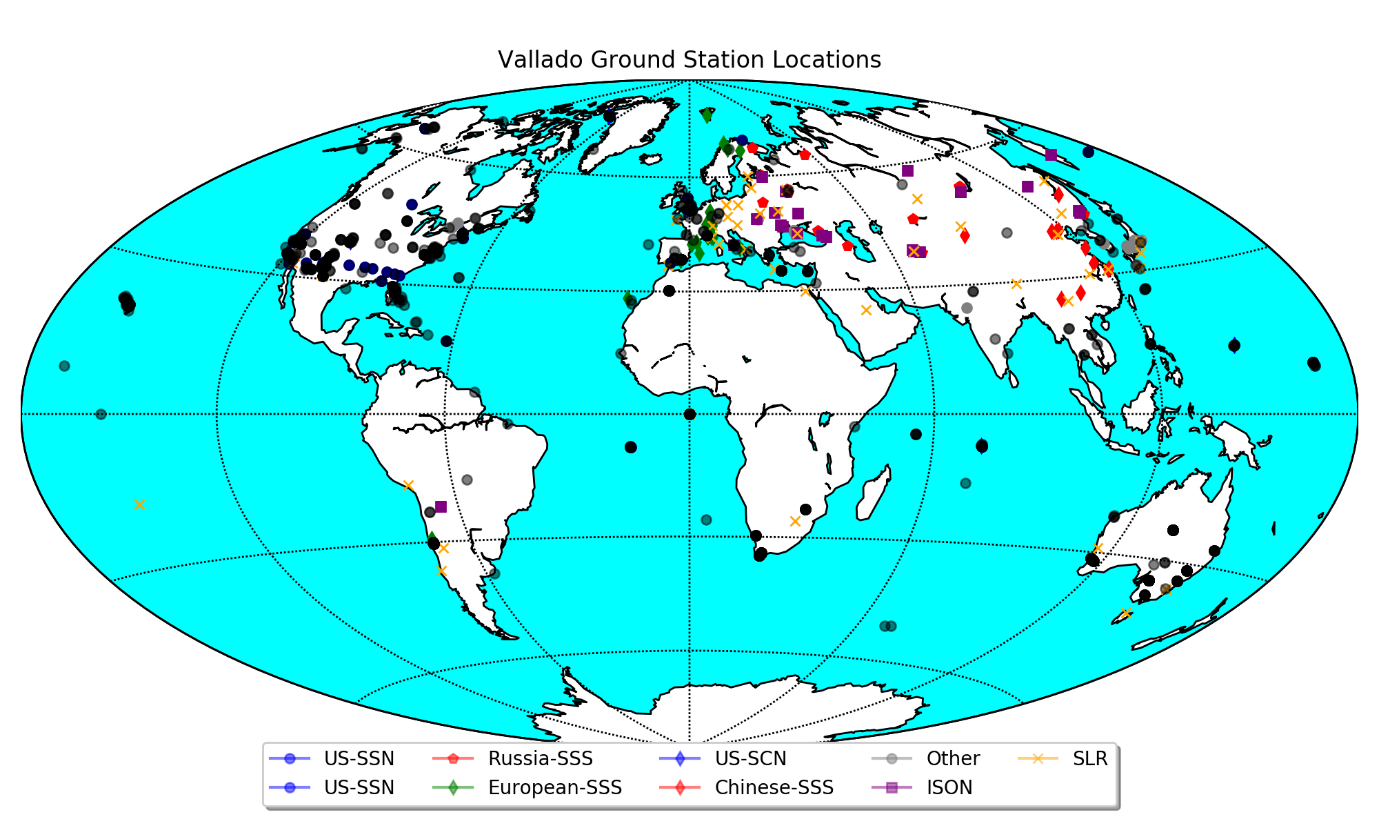 Vallado Ground Station Locations
US-SSN Russia-SSS US-SCN Other SLR
US-SSN European-SSS Chinese-SSS ISON